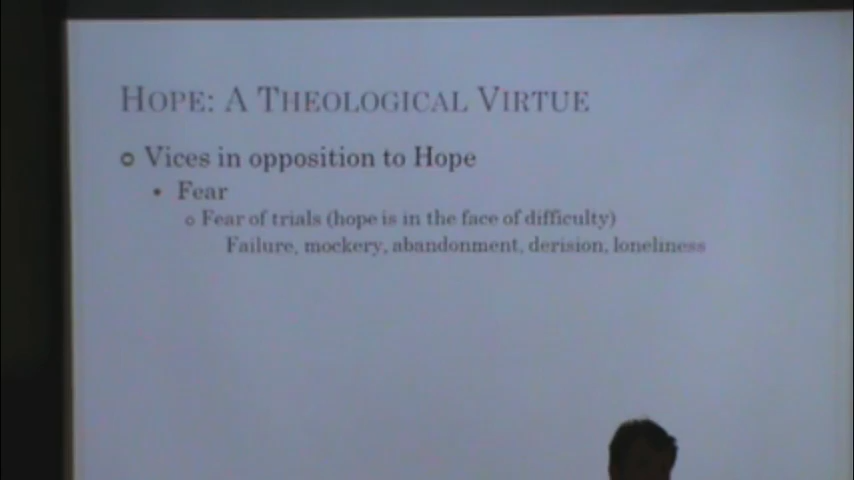 HOPE: A THEOLOGICAL VIRTUE
Vices in opposition to Hope
Fear
Fear of trials (hope is in the face of difficulty)
Failure, mockery, abandonment, derision, loneliness